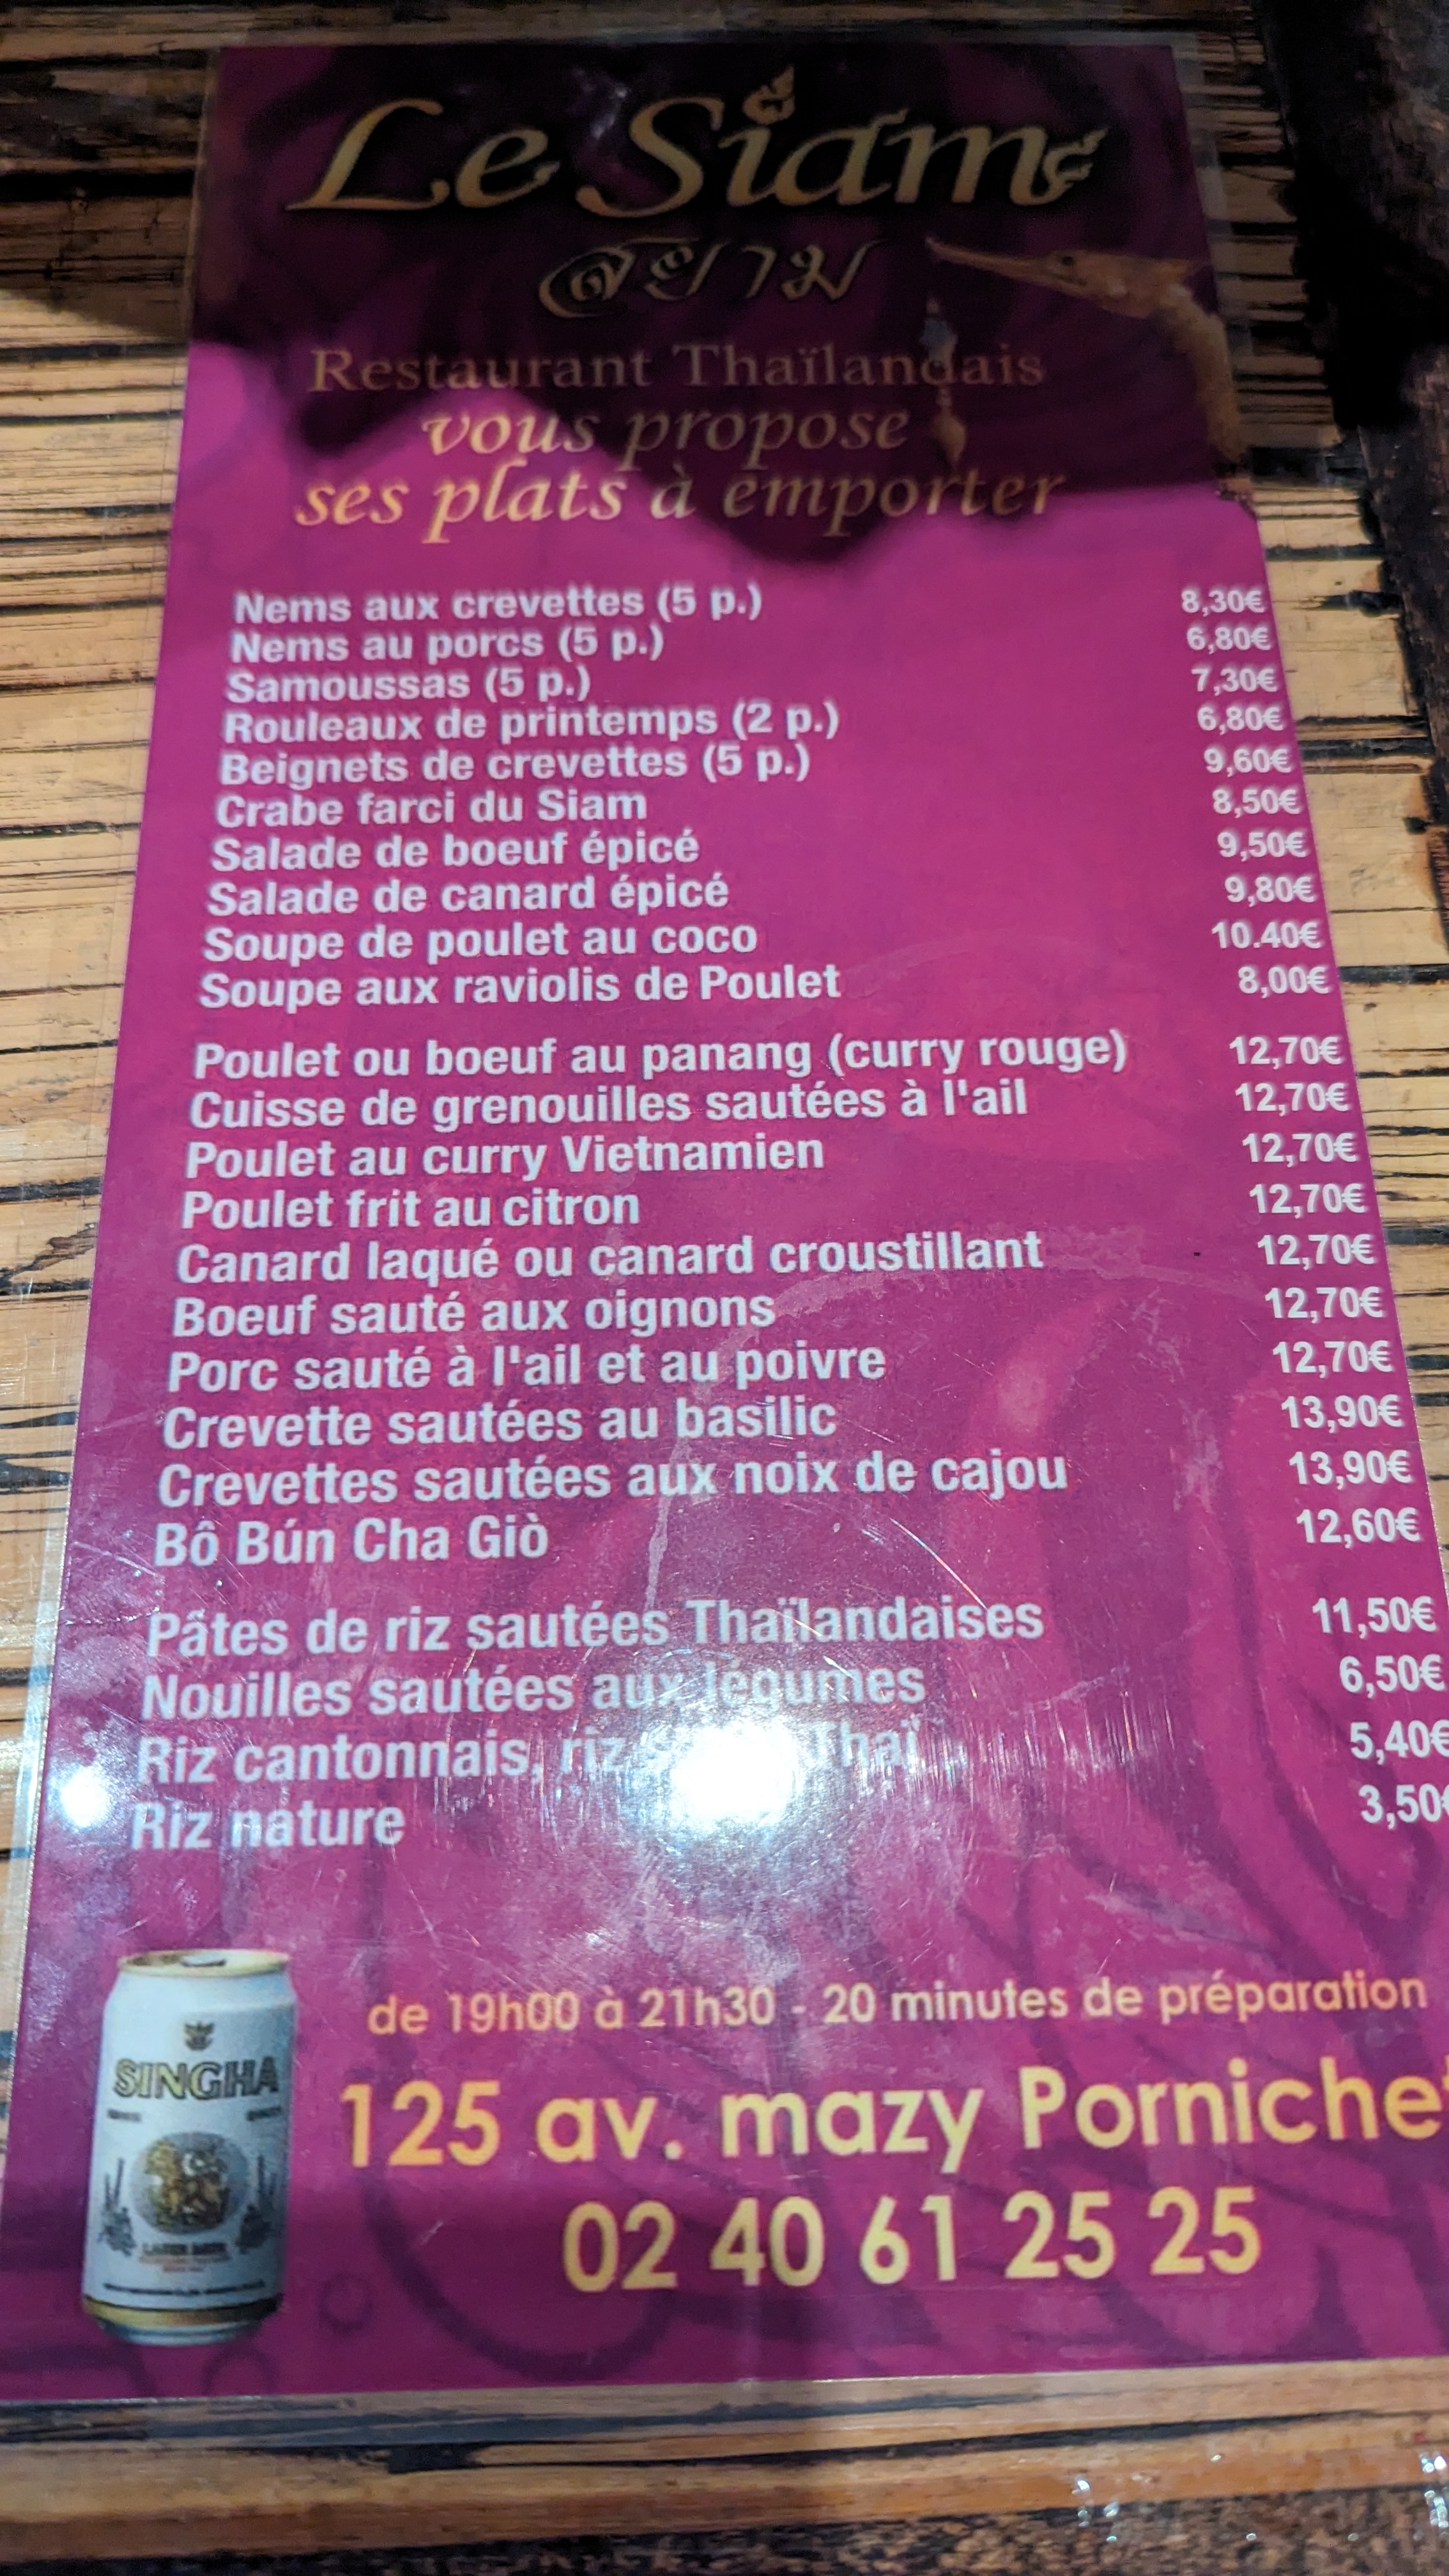 Le Siam
สยาม
Restaurant Thaïlandais
vous propose
ses plats à emporter
Nems aux crevettes (5 p.) 8,30€
Nems au porcs (5 p.) 6,80€
Samoussas (5 p.) 7,30€
Rouleaux de printemps (2 p.) 6,80€
Beignets de crevettes (5 p.) 9,60€
Crabe farci du Siam 8,50€
Salade de boeuf épicé 9,50€
Salade de canard épicé 9,80€
Soupe de poulet au coco 10.40€
Soupe aux raviolis de Poulet 8,00€
Poulet ou boeuf au panang (curry rouge) 12,70€
Cuisse de grenouilles sautées à l'ail 12,70€
Poulet au curry Vietnamien 12,70€
Poulet frit au citron 12,70€
Canard laqué ou canard croustillant 12,70€
Boeuf sauté aux oignons 12,70€
Porc sauté à l'ail et au poivre 12,70€
Crevette sautées au basilic 13,90€
Crevettes sautées aux noix de cajou 13,90€
Bô Bún Cha Giò 12,60€
Pâtes de riz sautées Thaïlandaises 11,50€
Nouilles sautées aux légumes 6,50€
Riz cantonnais, riz Thaï 5,40€
Riz nature 3,50€
de 19h00 à 21h30 - 20 minutes de préparation
125 av. mazy Pornichet
02 40 61 25 25
SINGHA
LAGER BEER